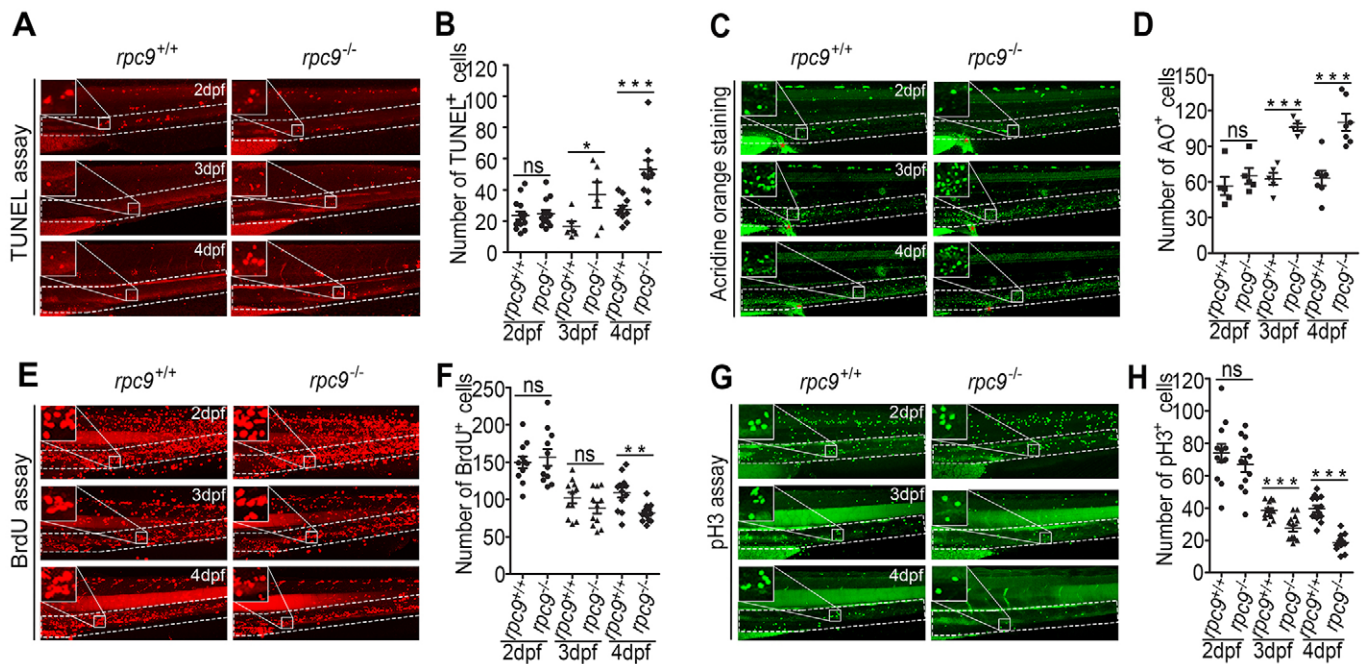 A
rpc9+/+ rpc9-/-
TUNEL assay
2dpf
3dpf
4dpf
B
Number of TUNEL+ cells
120
100
80
60
40
20
0
ns
*
***
rpc9+/+ rpc9-/- rpc9+/+ rpc9-/- rpc9+/+ rpc9-/-
2dpf 3dpf 4dpf
C
rpc9+/+ rpc9-/-
Acridine orange staining
2dpf
3dpf
4dpf
D
Number of AO+ cells
150
120
90
60
30
0
ns
***
***
rpc9+/+ rpc9-/- rpc9+/+ rpc9-/- rpc9+/+ rpc9-/-
2dpf 3dpf 4dpf
E
rpc9+/+ rpc9-/-
BrdU assay
2dpf
3dpf
4dpf
F
Number of BrdU+ cells
250
200
150
100
50
0
ns
ns
**
rpc9+/+ rpc9-/- rpc9+/+ rpc9-/- rpc9+/+ rpc9-/-
2dpf 3dpf 4dpf
G
rpc9+/+ rpc9-/-
pH3 assay
2dpf
3dpf
4dpf
H
Number of pH3+ cells
120
100
80
60
40
20
0
ns
***
***
rpc9+/+ rpc9-/- rpc9+/+ rpc9-/- rpc9+/+ rpc9-/-
2dpf 3dpf 4dpf